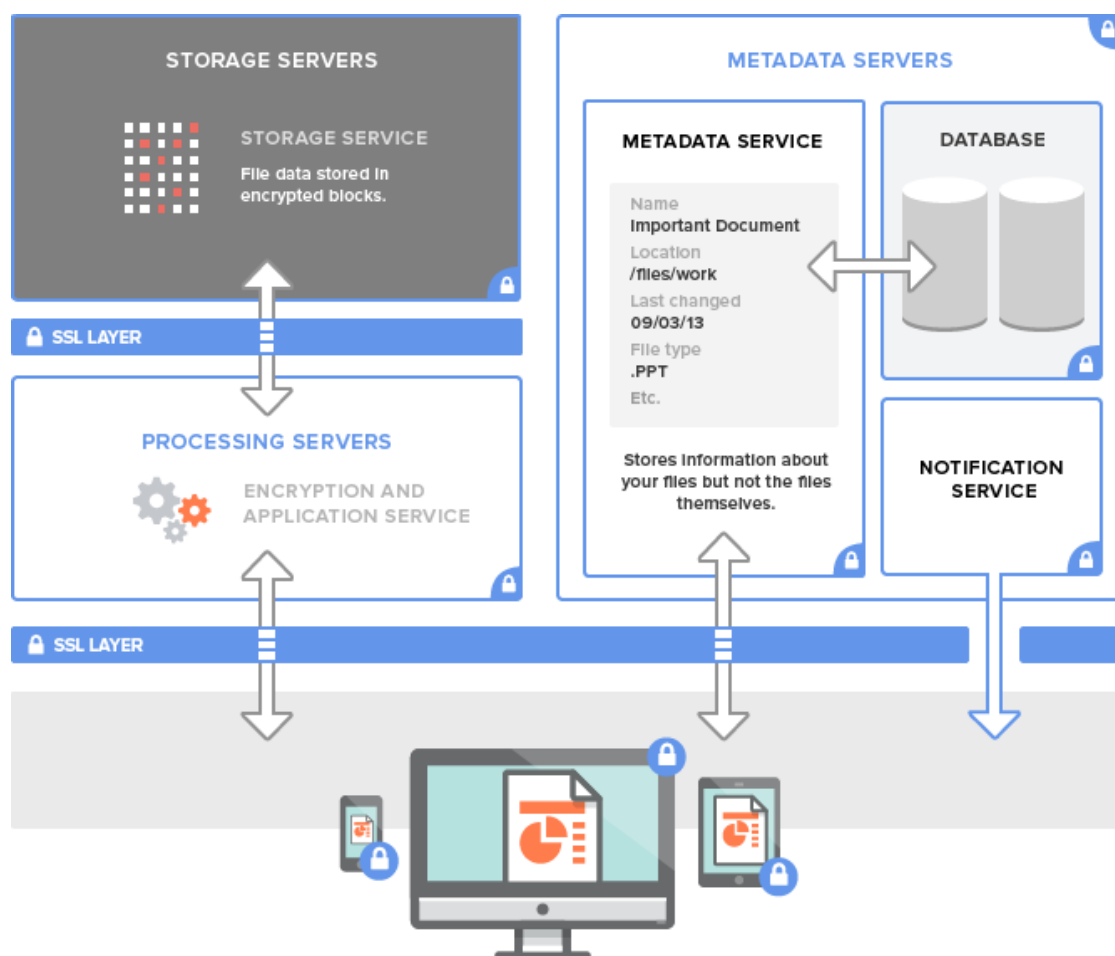 STORAGE SERVERS
STORAGE SERVICE
File data stored in
encrypted blocks.
SSL LAYER
PROCESSING SERVERS
ENCRYPTION AND
APPLICATION SERVICE
METADATA SERVERS
METADATA SERVICE
Name
Important Document
Location
/files/work
Last changed
09/03/13
File type
.PPT
Etc.
Stores information about
your files but not the files
themselves.
DATABASE
NOTIFICATION
SERVICE
SSL LAYER